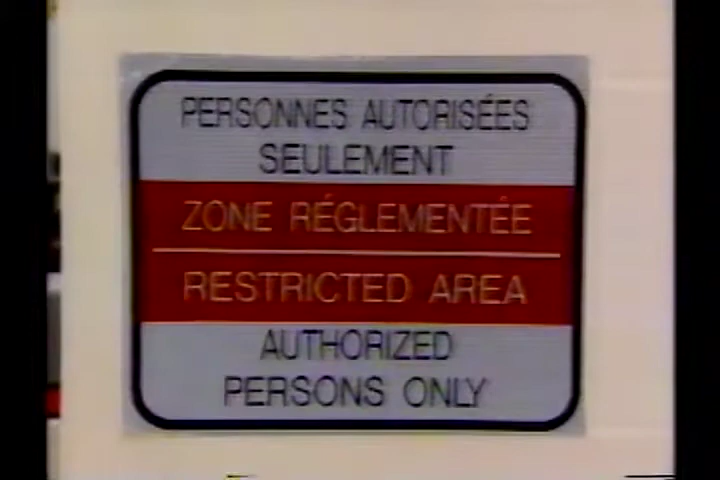 PERSONNES AUTORISÉES
SEULEMENT
ZONE RÉGLEMENTÉE
RESTRICTED AREA
AUTHORIZED
PERSONS ONLY